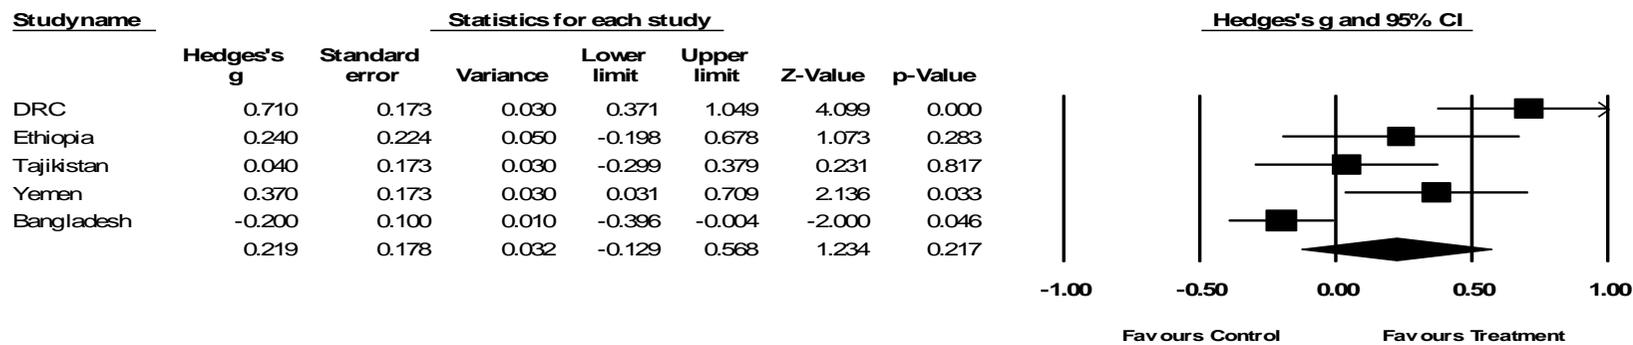 Study name Statistics for each study Hedges's g and 95% CI
Hedges's g Standard error Variance Lower limit Upper limit Z-Value p-Value
DRC 0.710 0.173 0.030 0.371 1.049 4.099 0.000
Ethiopia 0.240 0.224 0.050 -0.198 0.678 1.073 0.283
Tajikistan 0.040 0.173 0.030 -0.299 0.379 0.231 0.817
Yemen 0.370 0.173 0.030 0.031 0.709 2.136 0.033
Bangladesh -0.200 0.100 0.010 -0.396 -0.004 -2.000 0.046
0.219 0.178 0.032 -0.129 0.568 1.234 0.217
-1.00 -0.50 0.00 0.50 1.00
Favours Control Favours Treatment